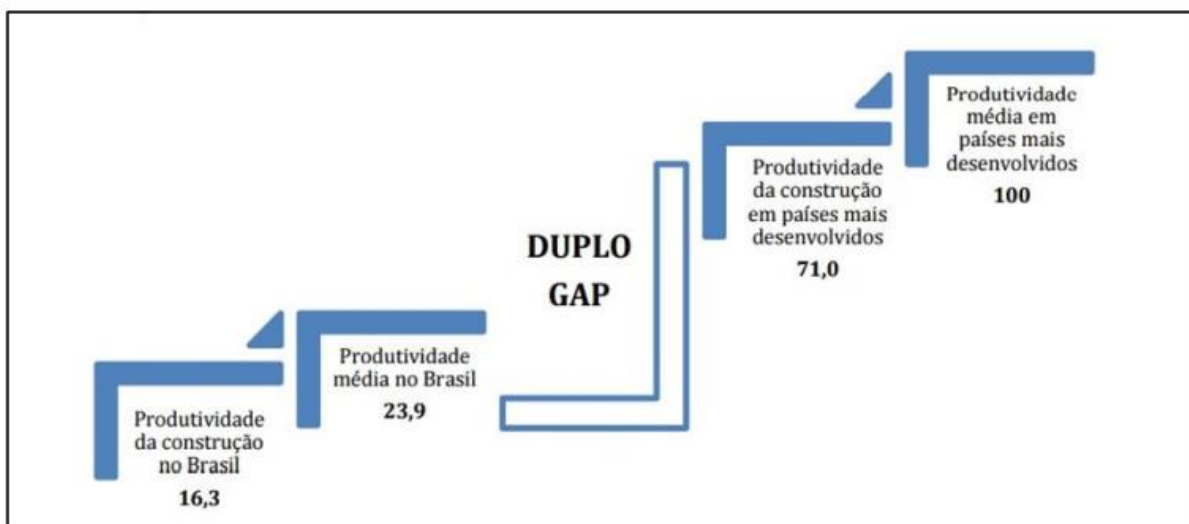 Produtividade
da construção
no Brasil
16,3
Produtividade
média no Brasil
23,9
DUPLO
GAP
Produtividade
da construção
em países mais
desenvolvidos
71,0
Produtividade
média em
países mais
desenvolvidos
100